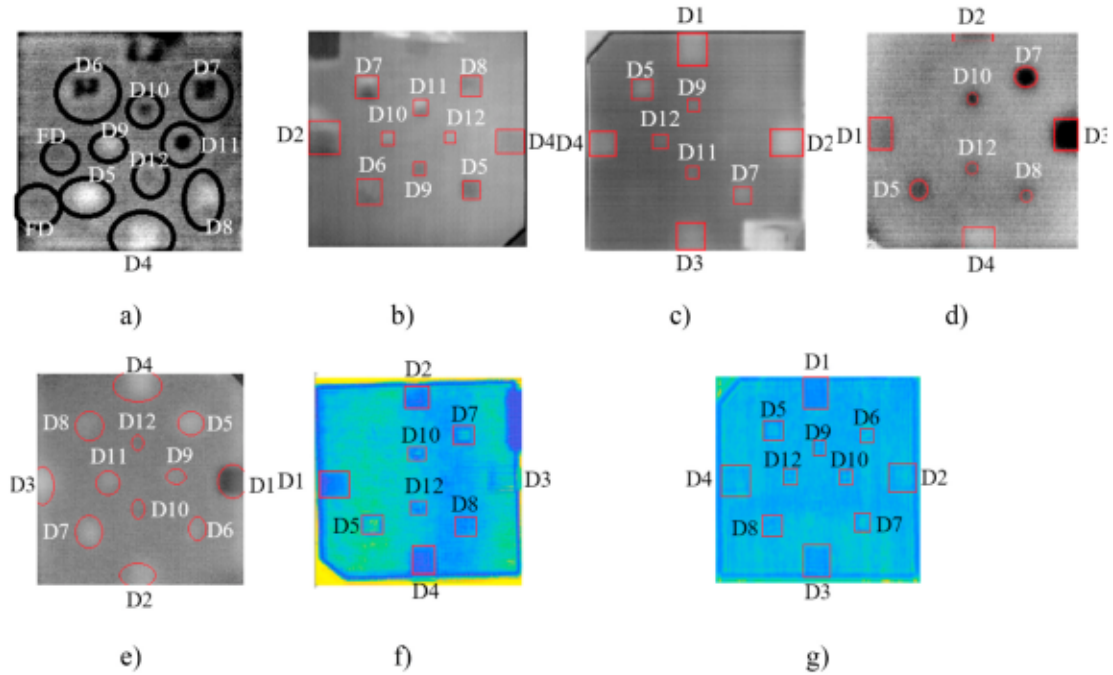 D6 D10 D7
FD D9 D11
D12
D5
FD D8
D4
a)
D7 D8
D11
D10 D12
D2 D4
D6 D5
D9
b)
D1
D5
D9
D12
D4 D2
D11
D7
D3
c)
D2
D7
D10
D1 D3
D12
D5 D8
D4
d)
D4
D8 D12 D5
D11 D9
D3 D1
D10
D7 D6
D2
e)
D2
D7
D10
D1 D3
D12
D5 D8
D4
f)
D1
D5 D6
D9
D12 D10
D4 D2
D8 D7
D3
g)